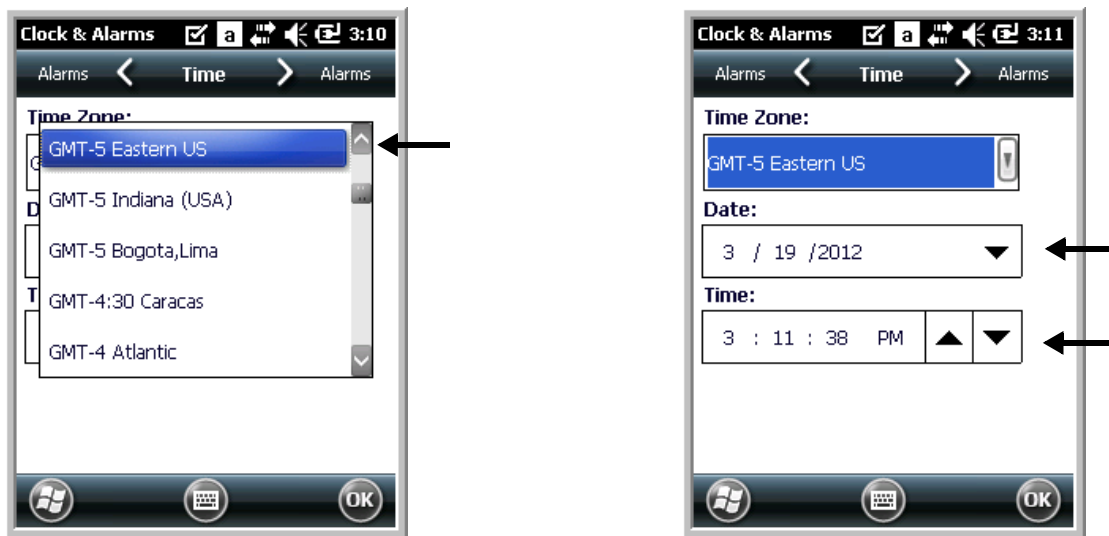 Clock & Alarms a 3:10
Alarms Time Alarms
Time Zone:
GMT-5 Eastern US
GMT-5 Indiana (USA)
GMT-5 Bogota,Lima
GMT-4:30 Caracas
GMT-4 Atlantic
OK
Clock & Alarms a 3:11
Alarms Time Alarms
Time Zone:
GMT-5 Eastern US
Date:
3 / 19 /2012
Time:
3 : 11 : 38 PM
OK